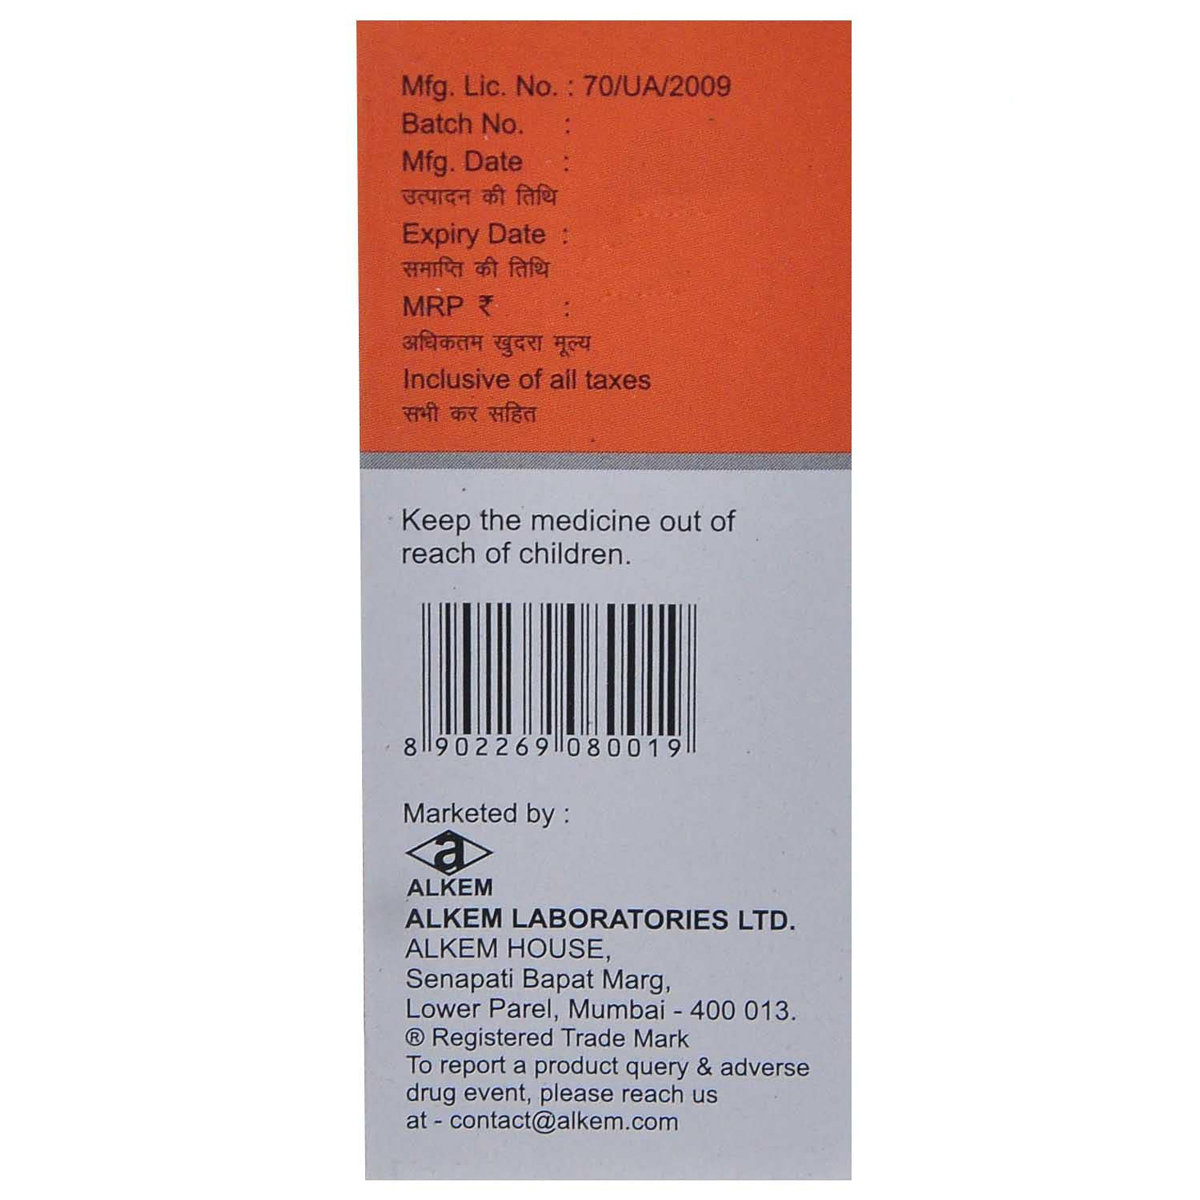 Mfg. Lic. No. : 70/UA/2009
Batch No. :
Mfg. Date :
उत्पादन की तिथि
Expiry Date :
समाप्ति की तिथि
MRP ₹ :
अधिकतम खुदरा मूल्य
Inclusive of all taxes
सभी कर सहित
Keep the medicine out of
reach of children.
8 902269 080019
Marketed by :
a
ALKEM
ALKEM LABORATORIES LTD.
ALKEM HOUSE,
Senapati Bapat Marg,
Lower Parel, Mumbai - 400 013.
® Registered Trade Mark
To report a product query & adverse
drug event, please reach us
at - contact@alkem.com